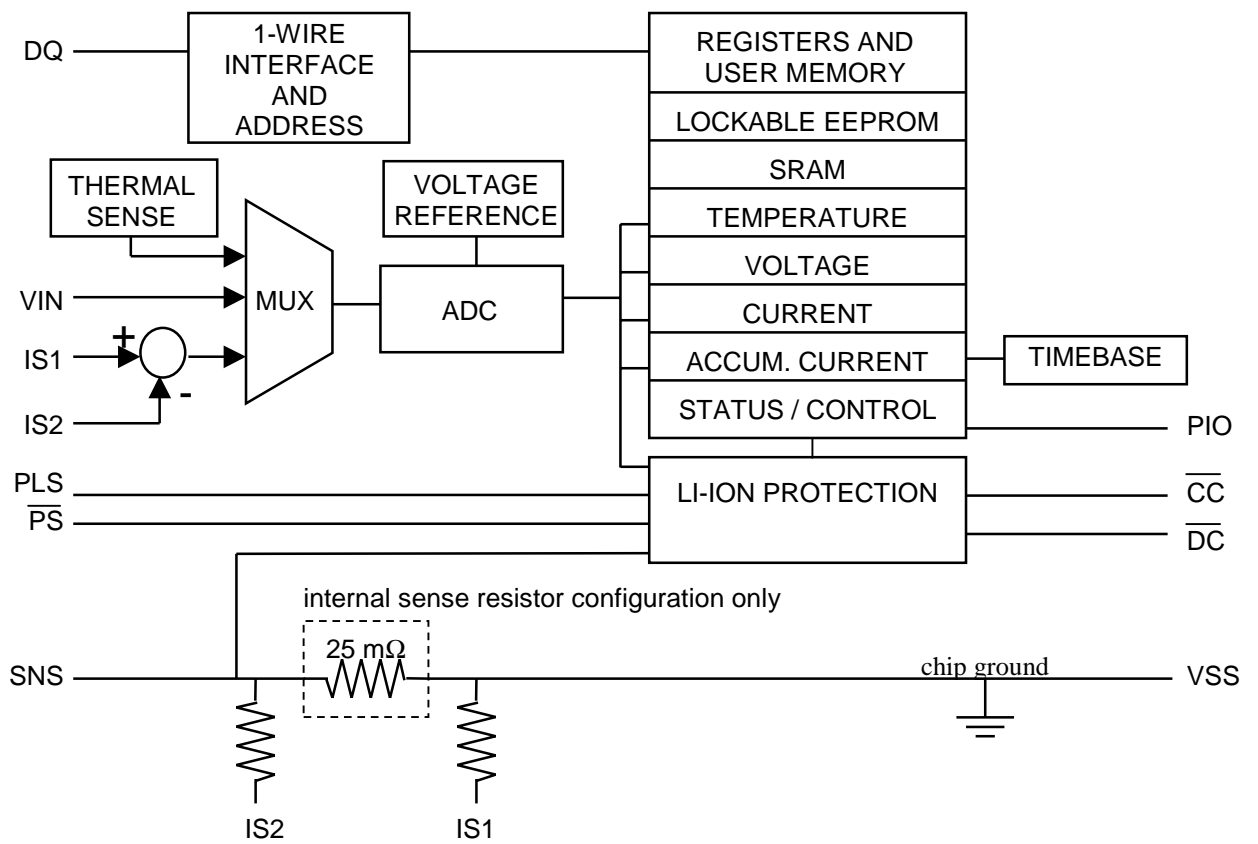 DQ
1-WIRE
INTERFACE
AND
ADDRESS
REGISTERS AND
USER MEMORY
LOCKABLE EEPROM
SRAM
TEMPERATURE
VOLTAGE
CURRENT
ACCUM. CURRENT
STATUS / CONTROL
THERMAL
SENSE
VOLTAGE
REFERENCE
MUX
ADC
VIN
+
IS1
-
IS2
TIMEBASE
PIO
PLS
PS
LI-ION PROTECTION
CC
DC
internal sense resistor configuration only
25 mΩ
SNS
chip ground
VSS
IS2
IS1